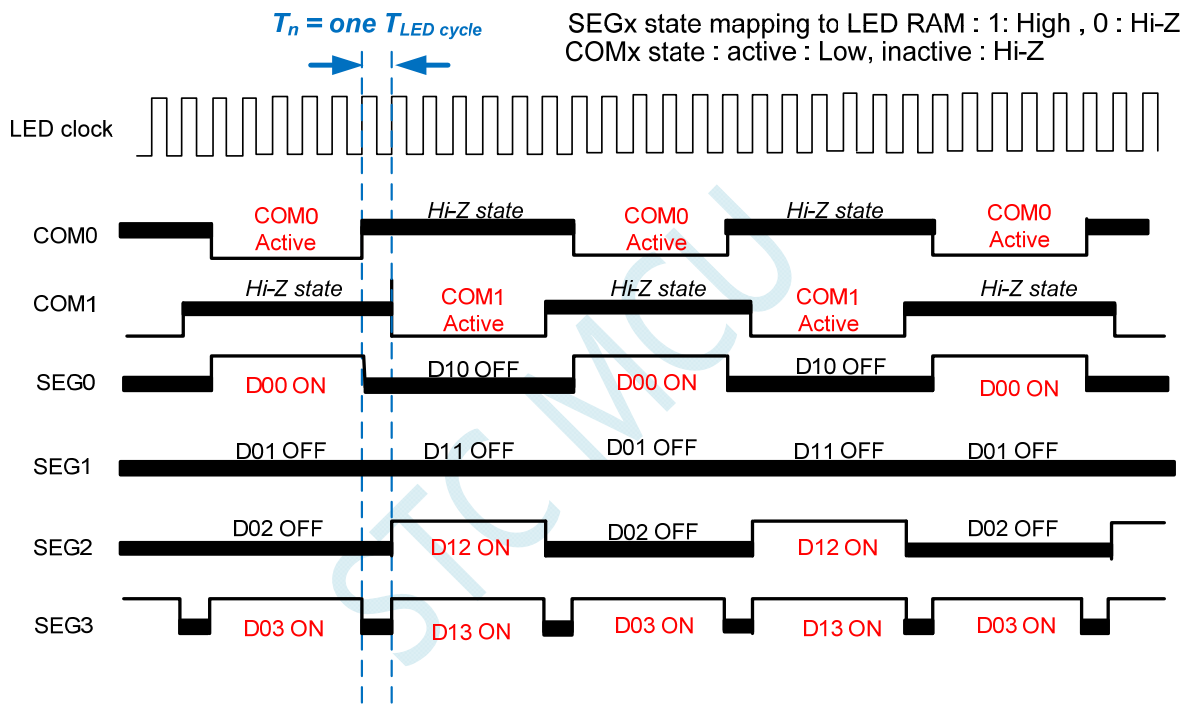 Tn = one TLED cycle
SEGx state mapping to LED RAM : 1: High , 0 : Hi-Z
COMx state : active : Low, inactive : Hi-Z
LED clock
COM0
COM0 Active
Hi-Z state
COM0 Active
Hi-Z state
COM0 Active
COM1
Hi-Z state
COM1 Active
Hi-Z state
COM1 Active
Hi-Z state
SEG0
D00 ON
D10 OFF
D00 ON
D10 OFF
D00 ON
SEG1
D01 OFF
D11 OFF
D01 OFF
D11 OFF
D01 OFF
SEG2
D02 OFF
D12 ON
D02 OFF
D12 ON
D02 OFF
SEG3
D03 ON
D13 ON
D03 ON
D13 ON
D03 ON
STC MCU